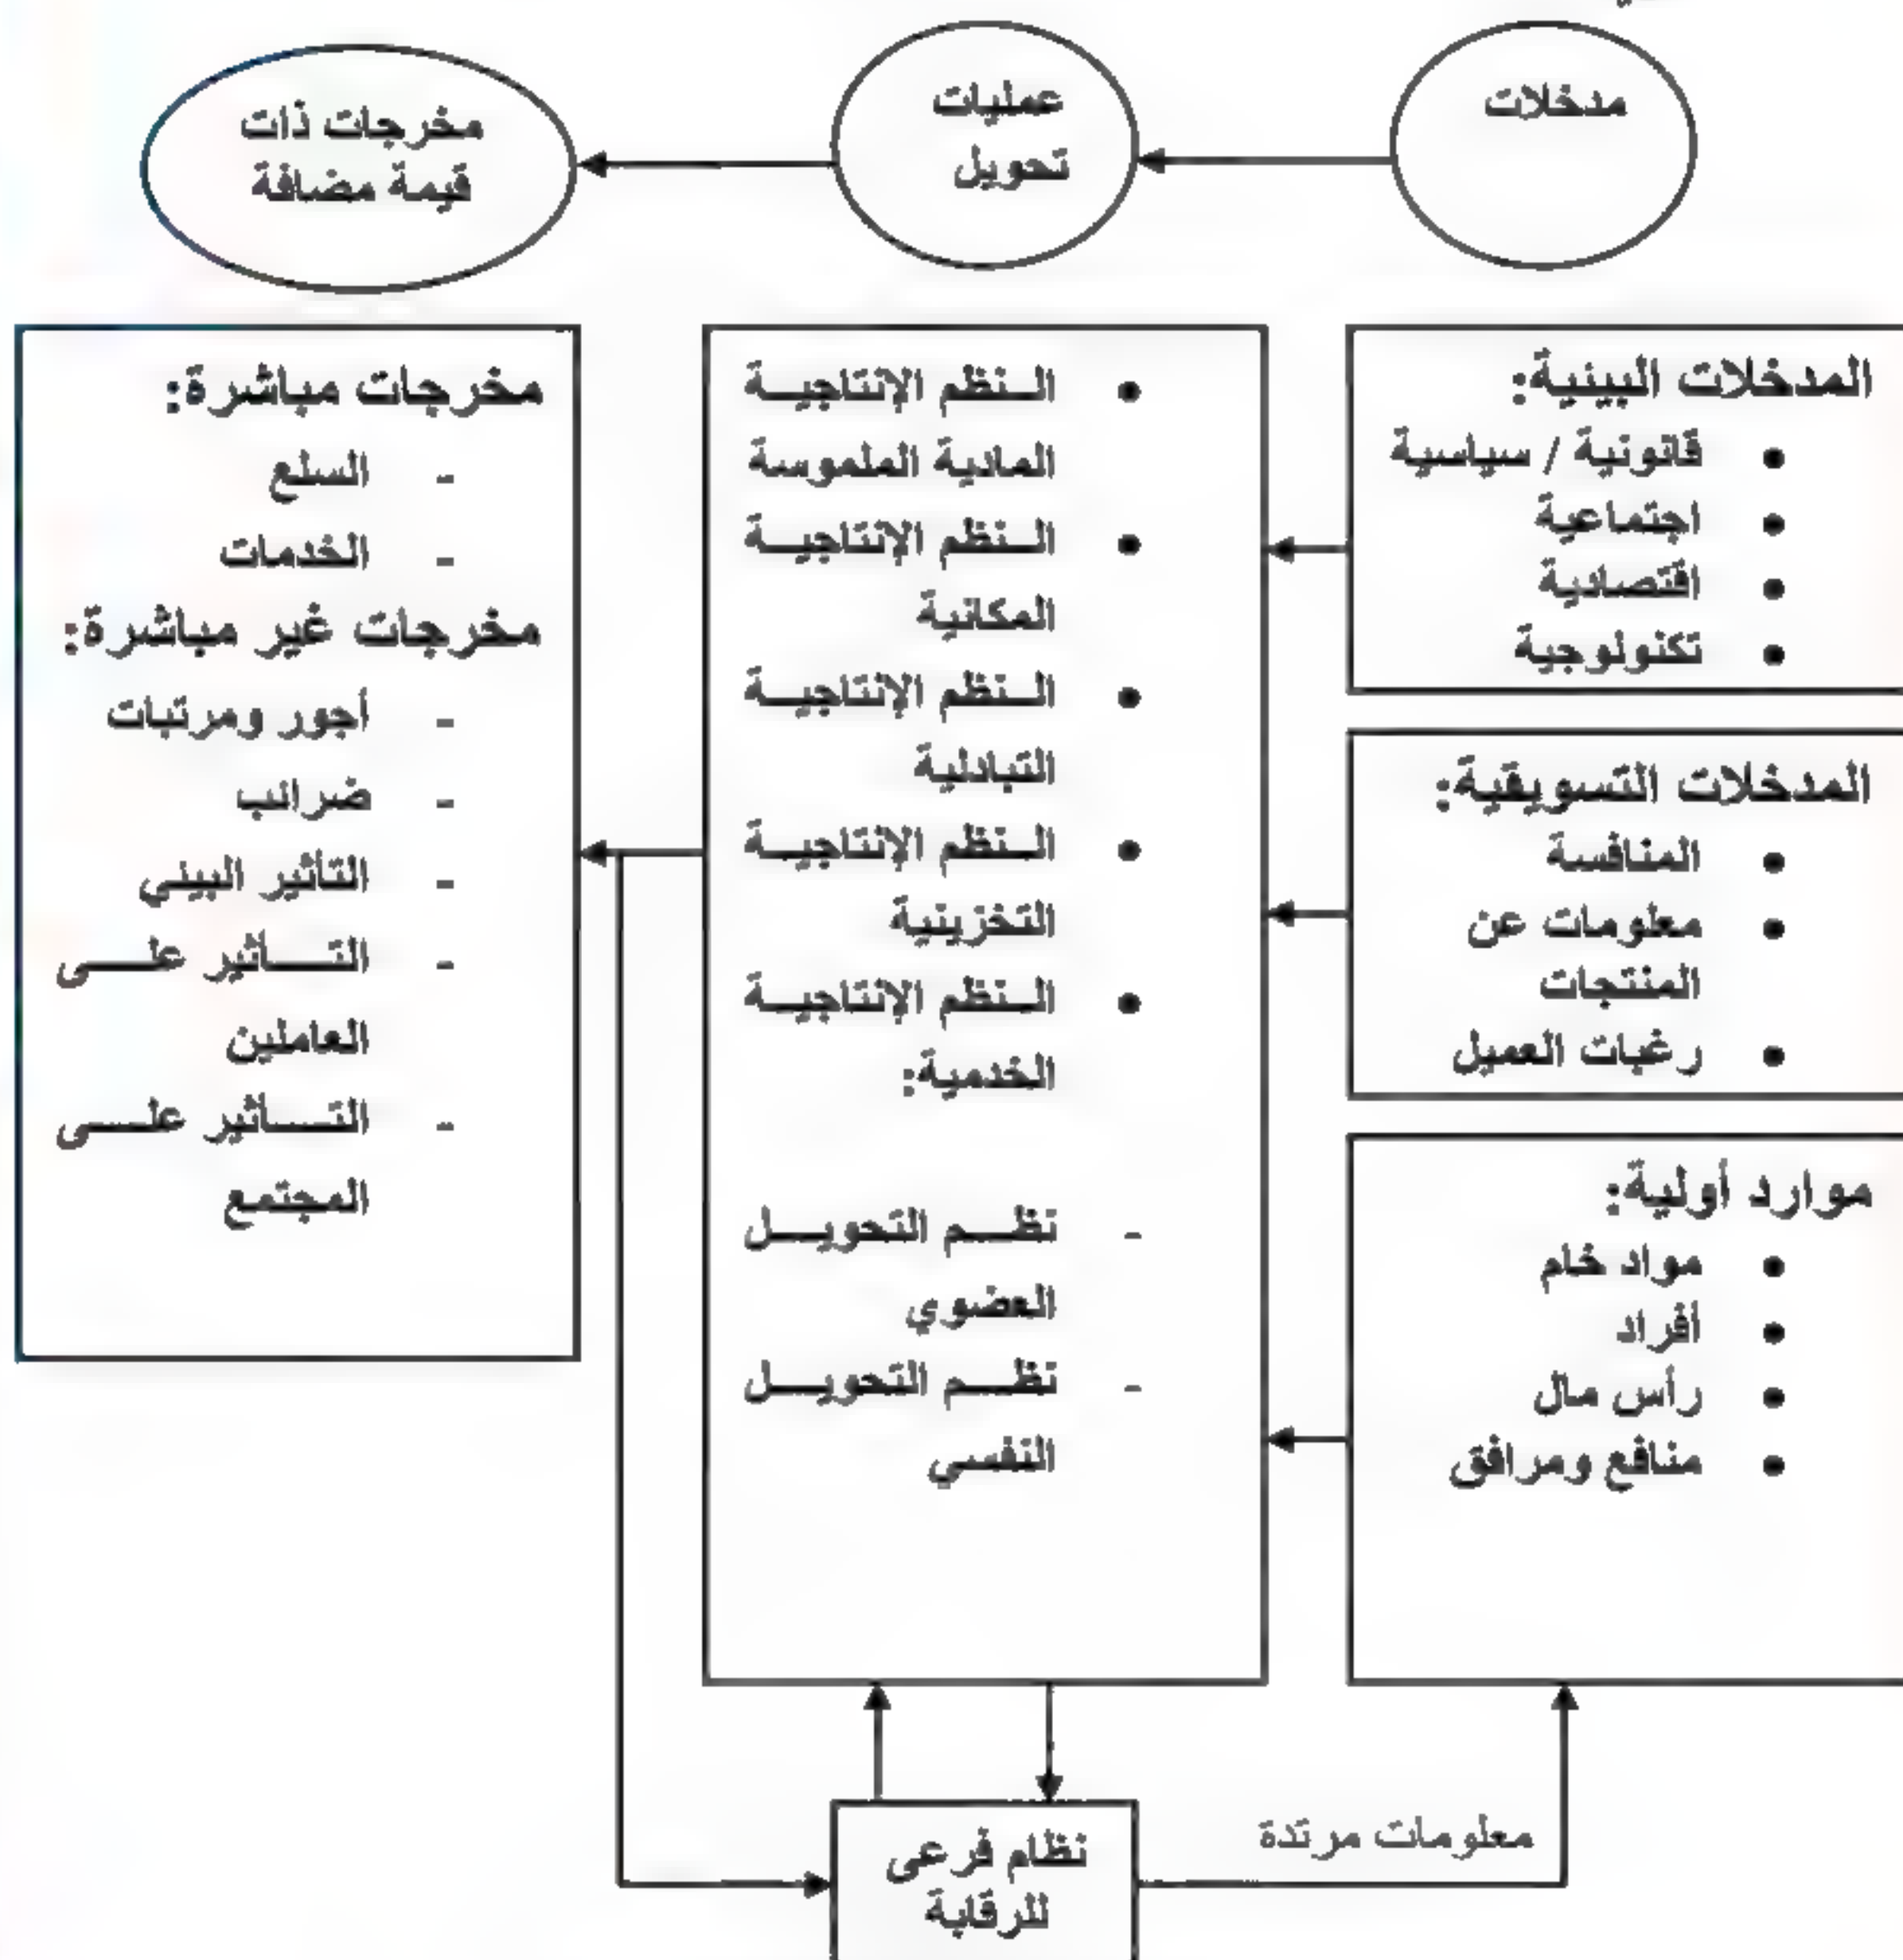 مدخلات
عمليات
تحويل
مخرجات ذات
قيمة مضافة
المدخلات البيئية:
• قانونية / سياسية
• اجتماعية
• اقتصادية
• تكنولوجية
المدخلات التسويقية:
• المنافسة
• معلومات عن
المنتجات
• رغبات العميل
موارد أولية:
• مواد خام
• أفراد
• رأس مال
• منافع ومرافق
• النظم الإنتاجية
المادية الملموسة
• النظم الإنتاجية
المكانية
• النظم الإنتاجية
التبادلية
• النظم الإنتاجية
التخزينية
• النظم الإنتاجية
الخدمية:
- نظم التحويل
العضوي
- نظم التحويل
النفسي
مخرجات مباشرة:
- السلع
- الخدمات
مخرجات غير مباشرة:
- أجور ومرتبات
- ضرائب
- التأثير البيئي
- التأثير على
العاملين
- التأثير على
المجتمع
معلومات مرتدة
نظام فرعى
للرقابة